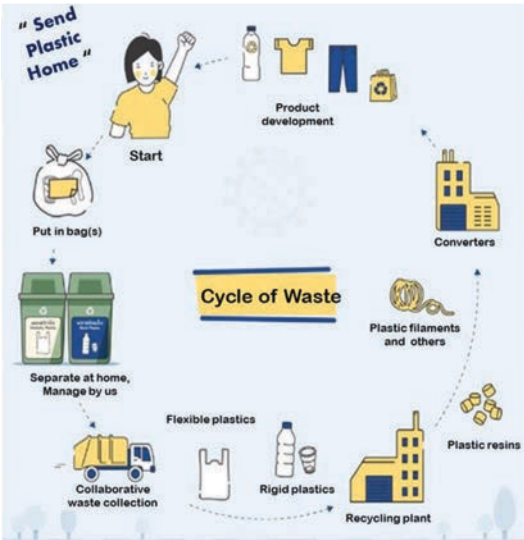 " Send
Plastic
Home "
Start
Put in bag(s)
Separate at home,
Manage by us
Collaborative
waste collection
Flexible plastics
Rigid plastics
Recycling plant
Plastic resins
Plastic filaments
and others
Converters
Product
development
Cycle of Waste